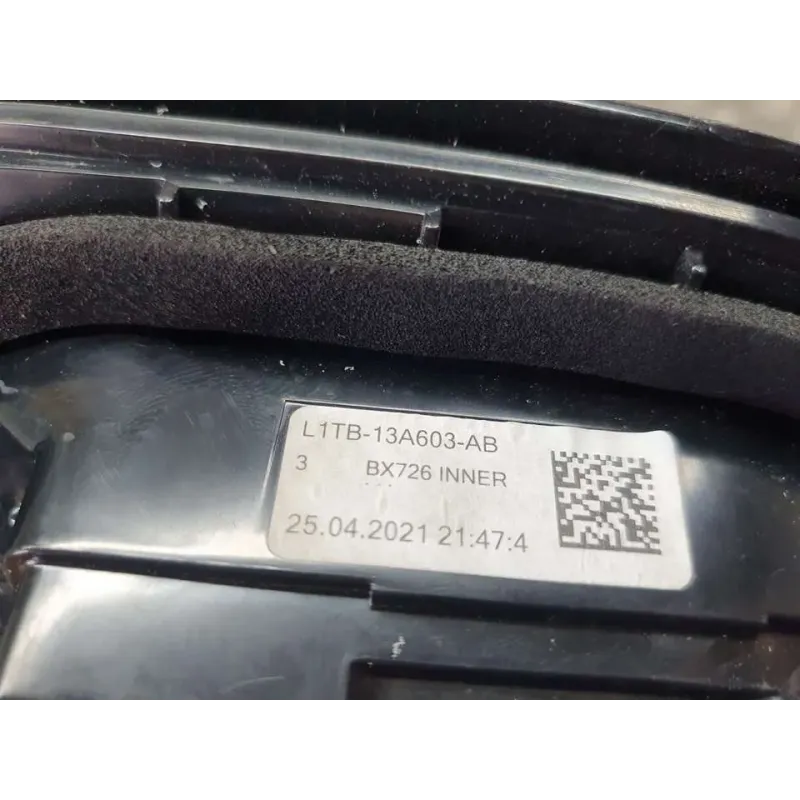 L1TB-13A603-AB
3 BX726 INNER
25.04.2021 21:47:4